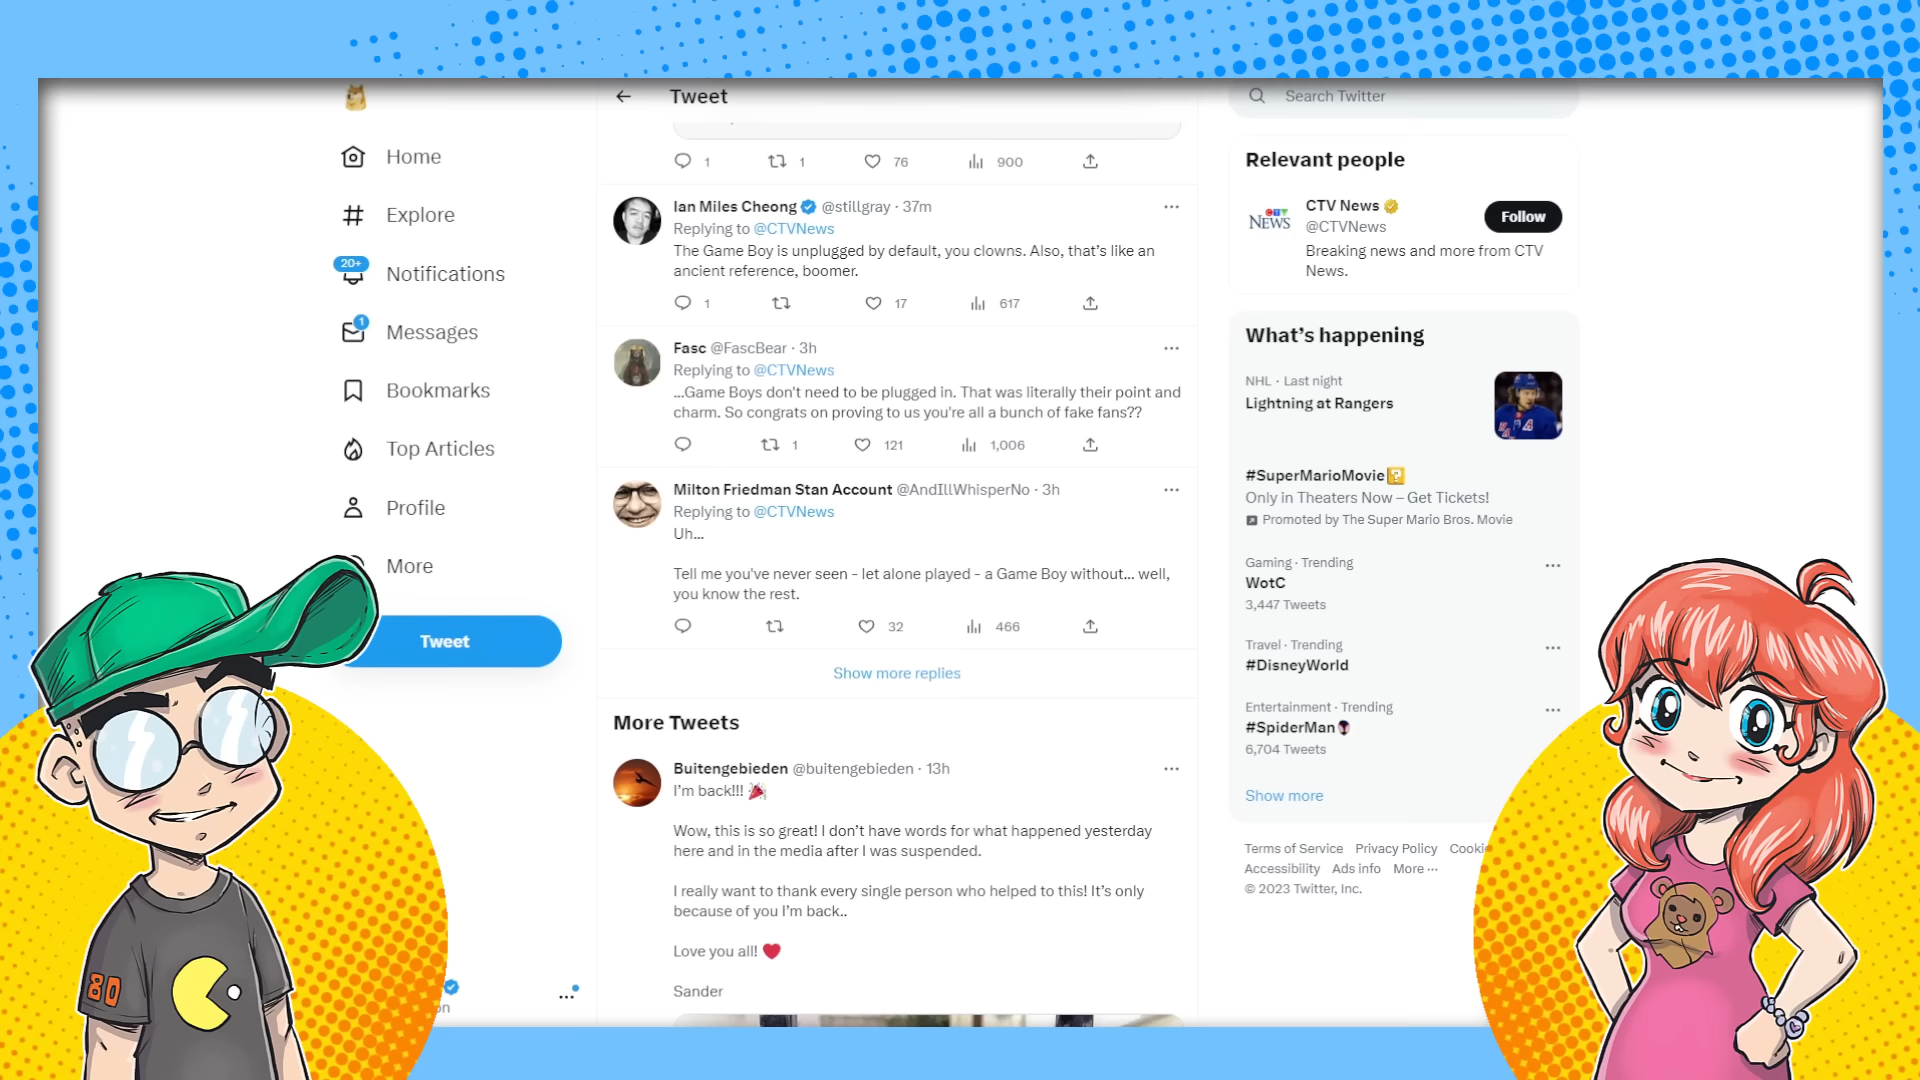 Home
Explore
20+
Notifications
1
Messages
Bookmarks
Top Articles
Profile
More
Tweet
Tweet
1 1 76 900
Ian Miles Cheong @stillgray · 37m
Replying to @CTVNews
The Game Boy is unplugged by default, you clowns. Also, that's like an
ancient reference, boomer.
1 17 617
Fasc @FascBear · 3h
Replying to @CTVNews
...Game Boys don't need to be plugged in. That was literally their point and
charm. So congrats on proving to us you're all a bunch of fake fans??
1 121 1,006
Milton Friedman Stan Account @AndIllWhisperNo · 3h
Replying to @CTVNews
Uh...
Tell me you've never seen - let alone played - a Game Boy without... well,
you know the rest.
32 466
Show more replies
More Tweets
Buitengebieden @buitengebieden · 13h
I'm back!!! 🎉
Wow, this is so great! I don't have words for what happened yesterday
here and in the media after I was suspended.
I really want to thank every single person who helped to this! It's only
because of you I'm back..
Love you all! ❤️
Sander
Search Twitter
Relevant people
CTV NEWS
CTV News
@CTVNews
Follow
Breaking news and more from CTV
News.
What's happening
NHL · Last night
Lightning at Rangers
#SuperMarioMovie
Only in Theaters Now – Get Tickets!
Promoted by The Super Mario Bros. Movie
Gaming · Trending
WotC
3,447 Tweets
Travel · Trending
#DisneyWorld
Entertainment · Trending
#SpiderMan
6,704 Tweets
Show more
Terms of Service Privacy Policy
Accessibility Ads info More ···
© 2023 Twitter, Inc.
80